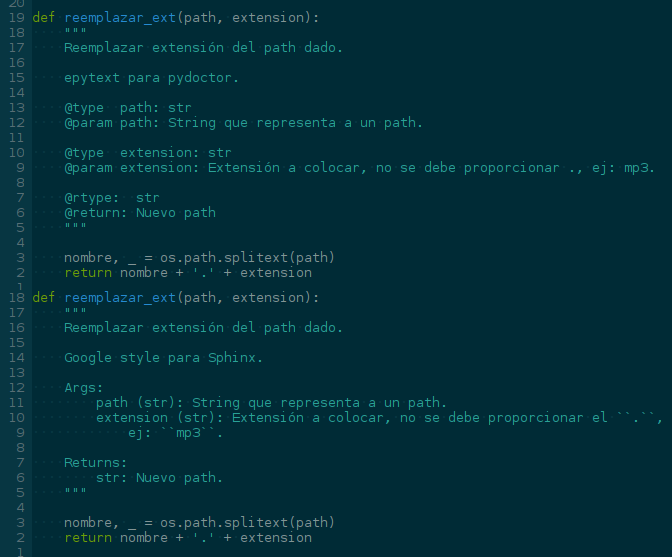 20
19 def reemplazar_ext(path, extension):
18     """
17     Reemplazar extensión del path dado.
16
15     epytext para pydoctor.
14
13     @type  path: str
12     @param path: String que representa a un path.
11
10     @type  extension: str
9     @param extension: Extensión a colocar, no se debe proporcionar ., ej: mp3.
8
7     @rtype:  str
6     @return: Nuevo path
5     """
4
3     nombre, _ = os.path.splitext(path)
2     return nombre + '.' + extension
1
18 def reemplazar_ext(path, extension):
17     """
16     Reemplazar extensión del path dado.
15
14     Google style para Sphinx.
13
12     Args:
11         path (str): String que representa a un path.
10         extension (str): Extensión a colocar, no se debe proporcionar el ``.``,
9             ej: ``mp3``.
8
7     Returns:
6         str: Nuevo path.
5     """
4
3     nombre, _ = os.path.splitext(path)
2     return nombre + '.' + extension
1